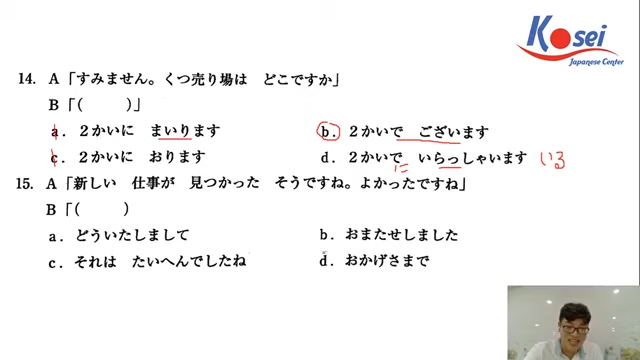 Kosei
Japanese Center
14. A「すみません。くつ売り場は どこですか」
B「( )」
a. 2かいに まいります
b. 2かいで ございます
c. 2かいに おります
d. 2かいで いらっしゃいます いる
に
15. A「新しい 仕事が 見つかった そうですね。よかったですね」
B「( )
a. どういたしまして
b. おまたせしました
c. それは たいへんでしたね
d. おかげさまで